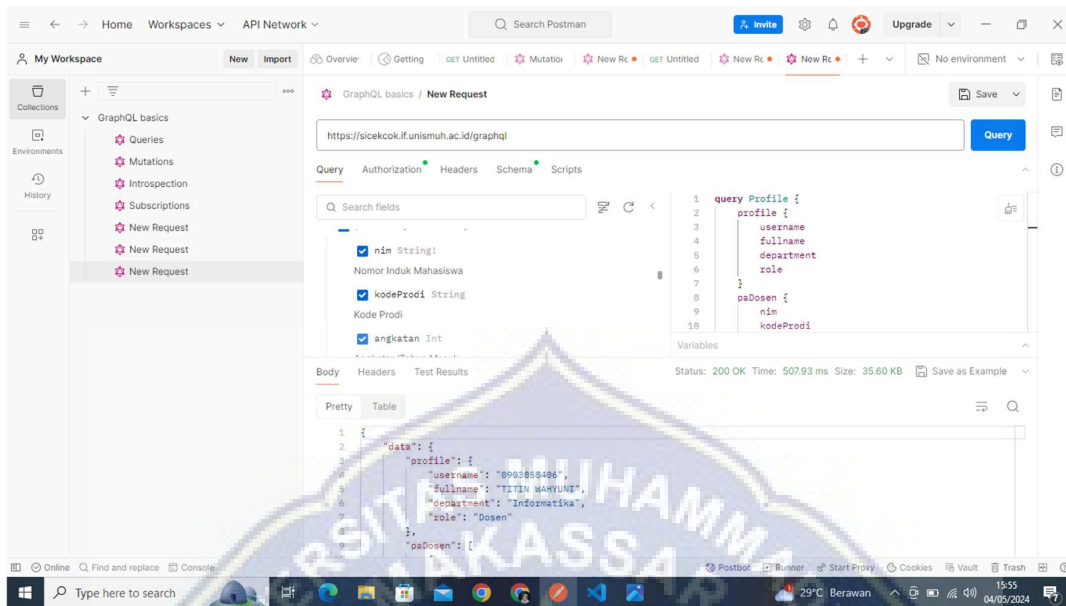 Home Workspaces API Network Search Postman Invite Upgrade
My Workspace New Import Overvie Getting GET Untitled Mutation New Re GET Untitled New Re New Re No environment
Collections
Environments
History
GraphQL basics
Queries
Mutations
Introspection
Subscriptions
New Request
New Request
New Request
GraphQL basics / New Request Save
https://sicekcok.if.unismuh.ac.id/graphql Query
Query Authorization Headers Schema Scripts
Search fields
nim String!
Nomor Induk Mahasiswa
kodeProdi String
Kode Prodi
angkatan Int
1 query Profile {
2 profile {
3 username
4 fullname
5 department
6 role
7 }
8 paDosen {
9 nim
10 kodeProdi
Variables
Body Headers Test Results Status: 200 OK Time: 507.93 ms Size: 35.60 KB Save as Example
Pretty Table
1 {
2 "data": {
3 "profile": {
4 "username": "0903058406",
5 "fullname": "TITIN WAHYUNI",
6 "department": "Informatika",
7 "role": "Dosen"
8 },
9 "paDosen": [
Online Find and replace Console Postbot Runner Start Proxy Cookies Vault Trash
Type here to search 29°C Berawan 15:55
04/05/2024
SITAS MUHAMMA
MAKASSA